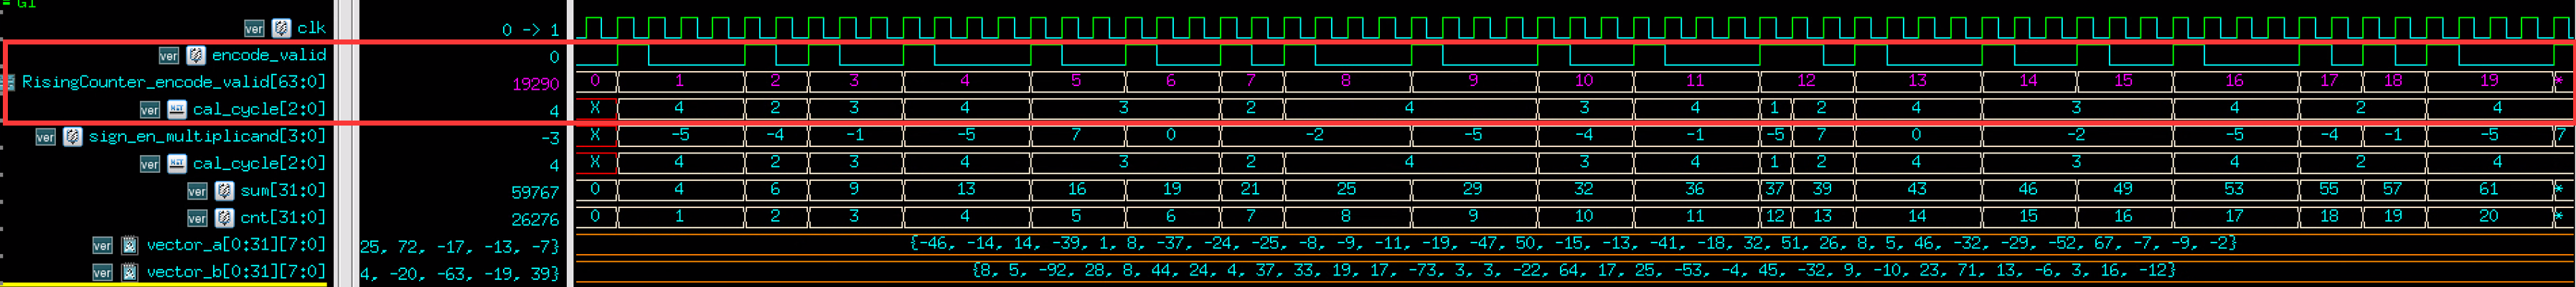 G1
ver clk 0 -> 1
ver encode_valid 0
RisingCounter_encode_valid[63:0] 19290 0 1 2 3 4 5 6 7 8 9 10 11 12 13 14 15 16 17 18 19 *
ver cal_cycle[2:0] 4 X 4 2 3 4 3 2 4 3 4 1 2 4 3 4 2 4
ver sign_en_multiplicand[3:0] -3 X -5 -4 -1 -5 7 0 -2 -5 -4 -1 -5 7 0 -2 -5 -4 -1 -5 7
ver cal_cycle[2:0] 4 X 4 2 3 4 3 2 4 3 4 1 2 4 3 4 2 4
ver sum[31:0] 59767 0 4 6 9 13 16 19 21 25 29 32 36 37 39 43 46 49 53 55 57 61 *
ver cnt[31:0] 26276 0 1 2 3 4 5 6 7 8 9 10 11 12 13 14 15 16 17 18 19 20 *
ver vector_a[0:31][7:0] 25, 72, -17, -13, -7} {-46, -14, 14, -39, 1, 8, -37, -24, -25, -8, -9, -11, -19, -47, 50, -15, -13, -41, -18, 32, 51, 26, 8, 5, 46, -32, -29, -52, 67, -7, -9, -2}
ver vector_b[0:31][7:0] 4, -20, -63, -19, 39} {8, 5, -92, 28, 8, 44, 24, 4, 37, 33, 19, 17, -73, 3, 3, -22, 64, 17, 25, -53, -4, 45, -32, 9, -10, 23, 71, 13, -6, 3, 16, -12}